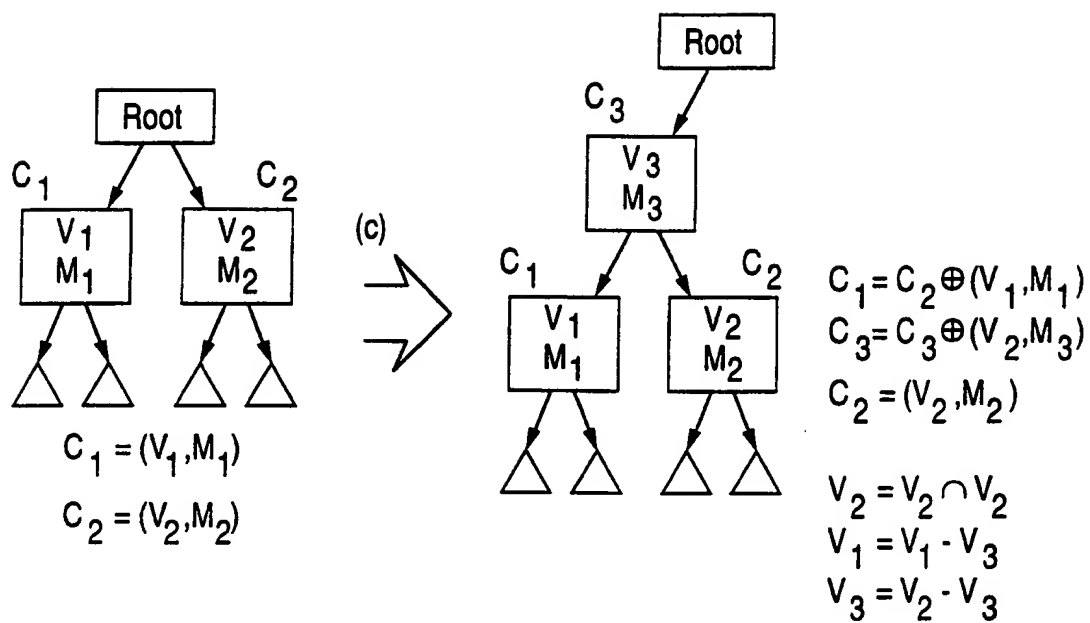 Root
C1 C2
V1 V2
M1 M2
C1 = (V1,M1)
C2 = (V2,M2)
(c)
Root
C3
V3
M3
C1 C2
V1 V2
M1 M2
C1 = C2 ⊕ (V1,M1)
C3 = C3 ⊕ (V2,M3)
C2 = (V2,M2)
V2 = V2 ∩ V2
V1 = V1 - V3
V3 = V2 - V3